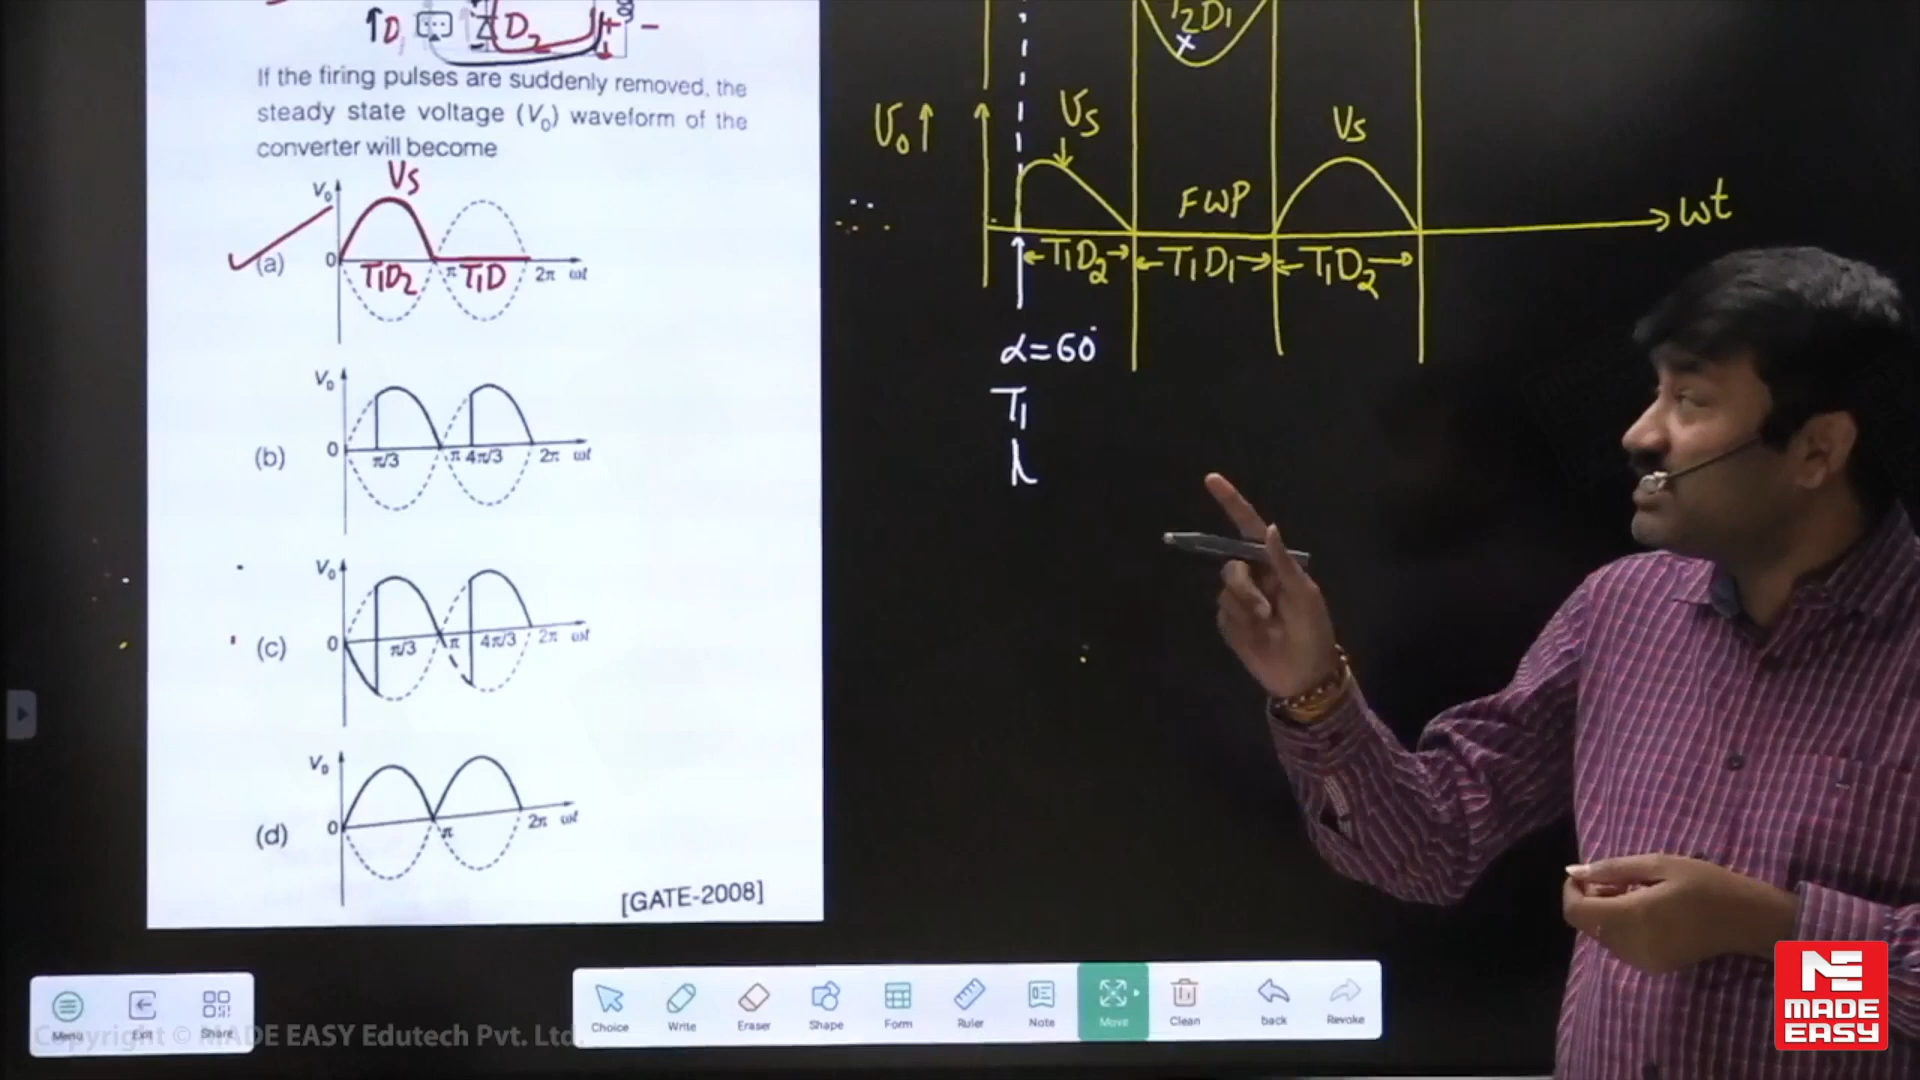 ↑D₁ D₂ + −
If the firing pulses are suddenly removed, the
steady state voltage (V₀) waveform of the
converter will become
Vs
V₀
(a)
0
T₁D₂
π
T₁D
2π
ωt
V₀
(b)
0
π/3
π
4π/3
2π
ωt
V₀
(c)
0
π/3
π
4π/3
2π
ωt
V₀
(d)
0
π
2π
ωt
[GATE-2008]
T₂D₁
x
V₀↑
Vs
Vs
FWP
ωt
T₁D₂
T₁D₁
T₁D₂
α=60°
T₁
Menu
Exit
Share
Choice
Write
Eraser
Shape
Form
Ruler
Note
Move
Clean
back
Revoke
Copyright © MADE EASY Edutech Pvt. Ltd.
MADE
EASY